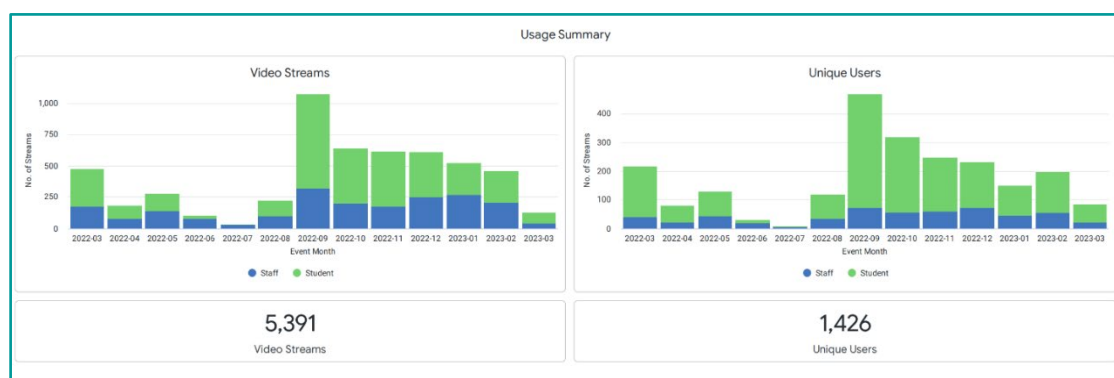 Usage Summary
Video Streams
No. of Streams
1,000
750
500
250
0
2022-03 2022-04 2022-05 2022-06 2022-07 2022-08 2022-09 2022-10 2022-11 2022-12 2023-01 2023-02 2023-03
Event Month
Staff Student
Unique Users
No. of Streams
400
300
200
100
0
2022-03 2022-04 2022-05 2022-06 2022-07 2022-08 2022-09 2022-10 2022-11 2022-12 2023-01 2023-02 2023-03
Event Month
Staff Student
5,391
Video Streams
1,426
Unique Users